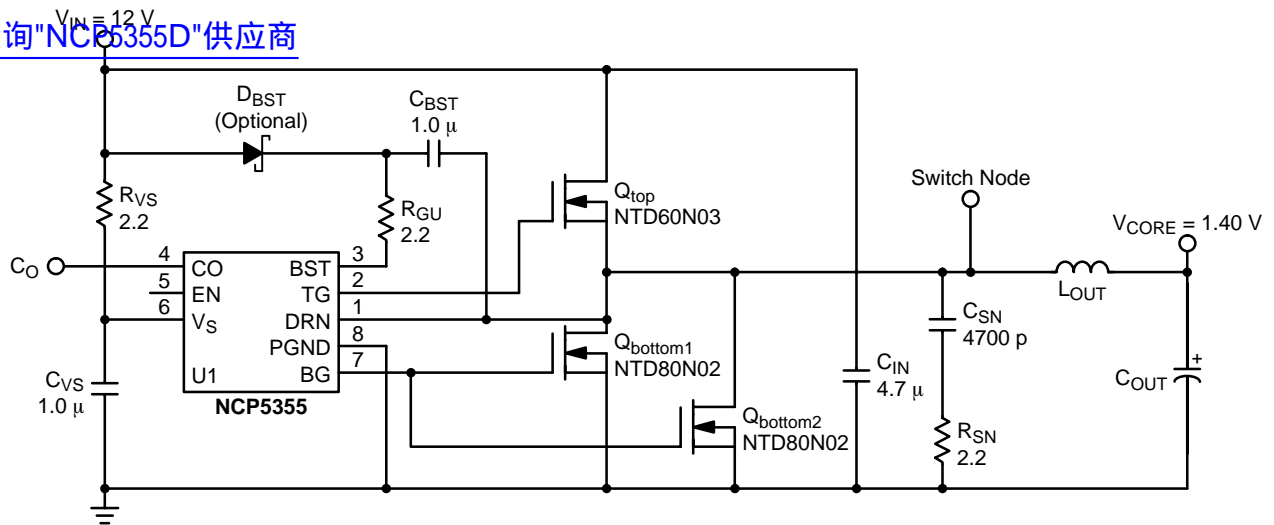 V_IN = 12 V
询"NCP5355D"供应商
D_BST
(Optional)
C_BST
1.0 μ
R_VS
2.2
R_GU
2.2
Q_top
NTD60N03
Switch Node
V_CORE = 1.40 V
C_O
4
5
6
CO
EN
V_S
U1
BST
TG
DRN
PGND
BG
3
2
1
8
7
NCP5355
C_VS
1.0 μ
Q_bottom1
NTD80N02
Q_bottom2
NTD80N02
C_IN
4.7 μ
C_SN
4700 p
R_SN
2.2
L_OUT
C_OUT
+